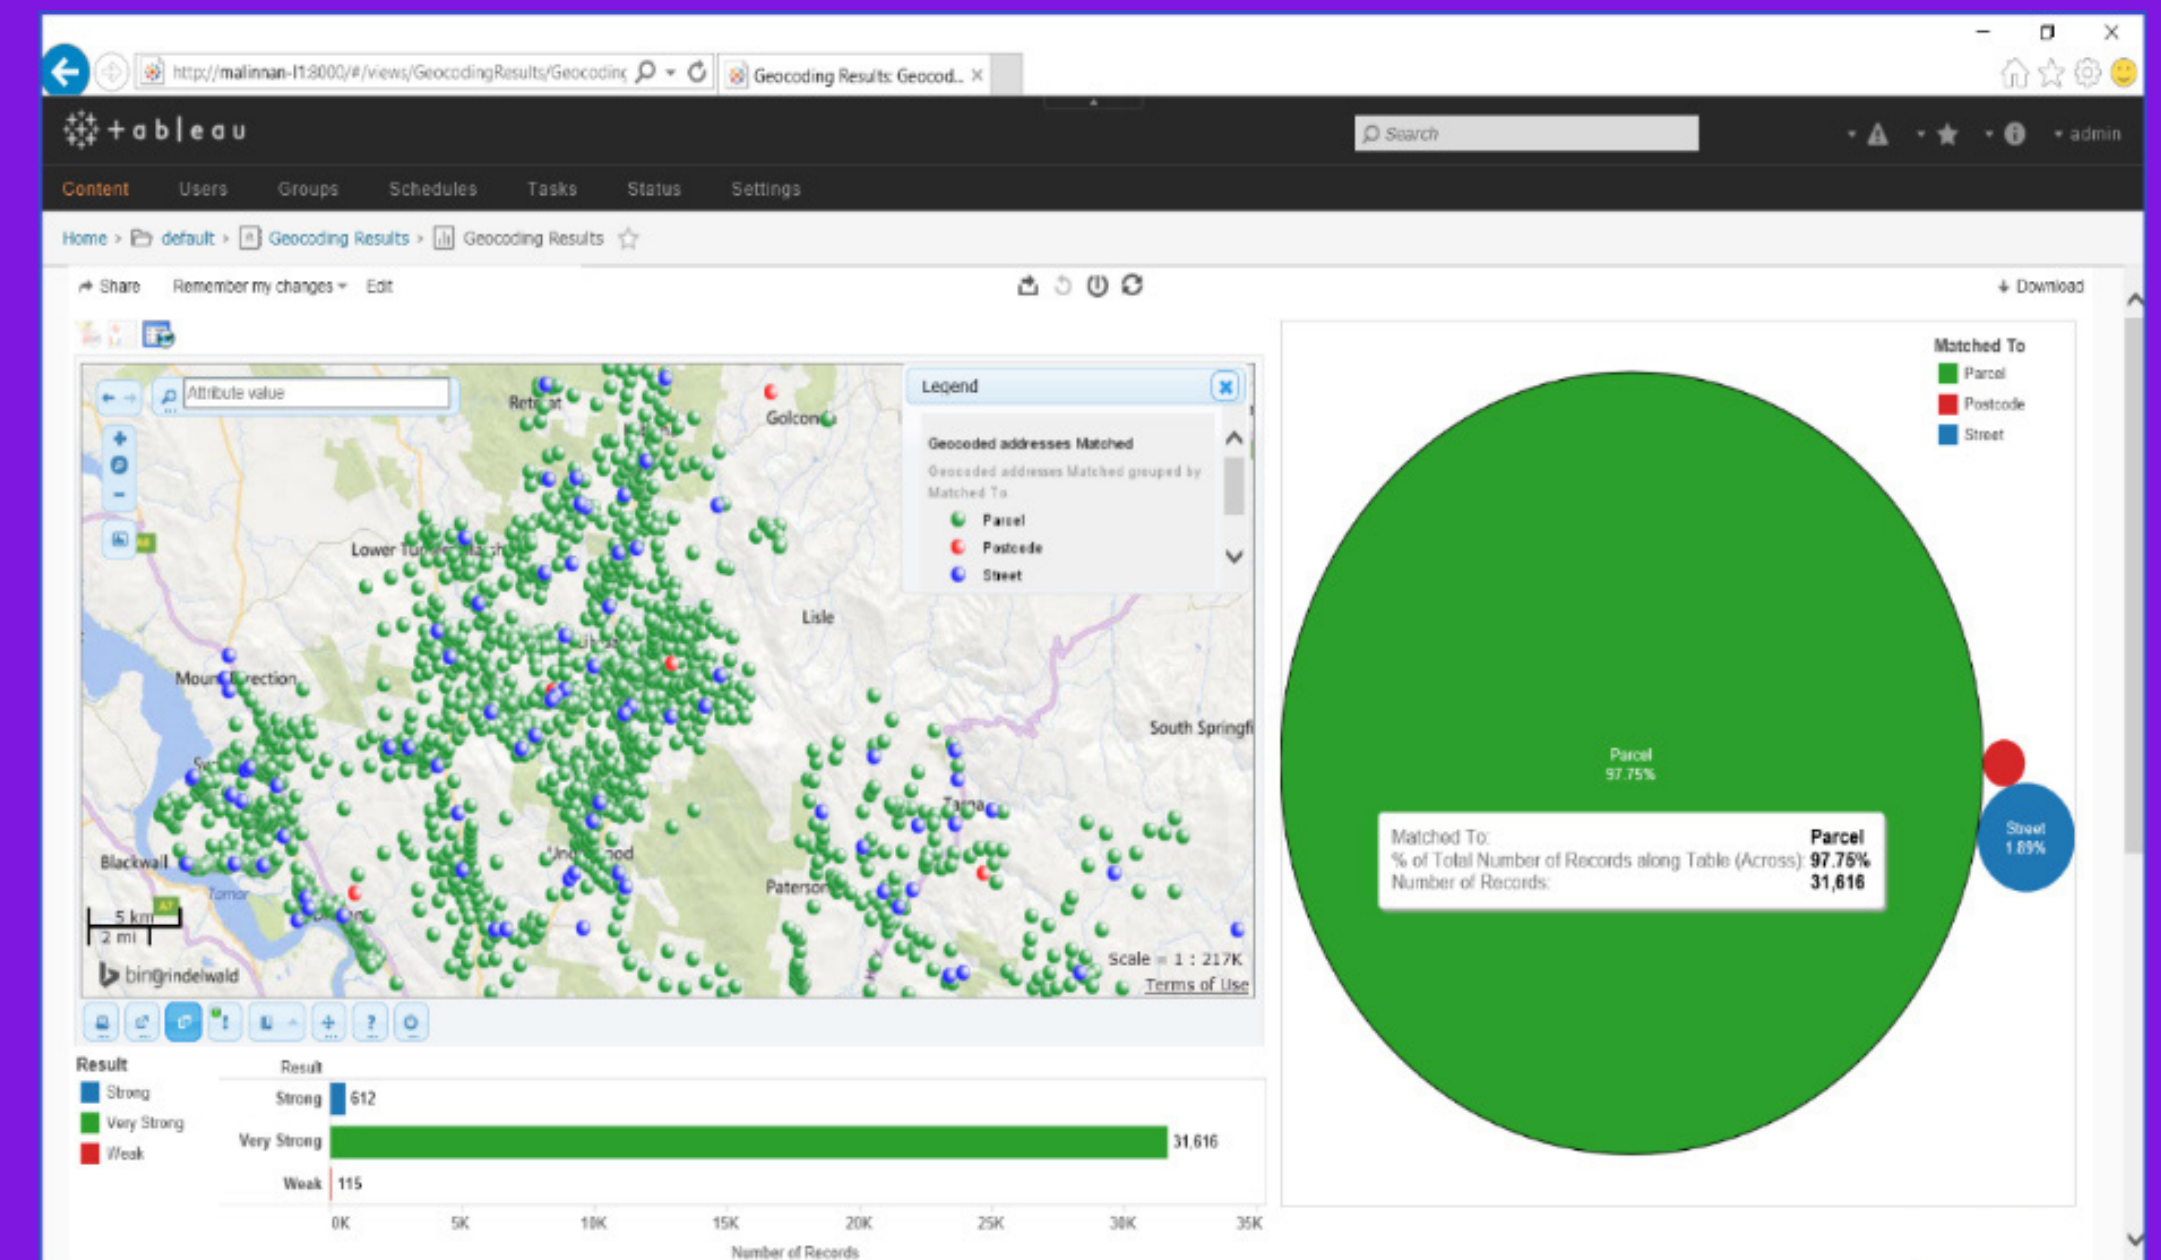 http://malinnan-l1:8000/#/views/GeocodingResults/Geocoding
Geocoding Results: Geocod...
+ableau
Search
admin
Content Users Groups Schedules Tasks Status Settings
Home > default > Geocoding Results > Geocoding Results
Share Remember my changes Edit
Download
Attribute value
Golconda
Lower
Lisle
South Springfi
Blackwall
Tamar
A7
5 km
2 mi
bing
Grindelwald
Scale = 1 : 217K
Terms of Use
Legend
Geocoded addresses Matched
Geocoded addresses Matched grouped by
Matched To
Parcel
Postcode
Street
Matched To
Parcel
Postcode
Street
Parcel
97.75%
Matched To: Parcel
% of Total Number of Records along Table (Across): 97.75%
Number of Records: 31,616
Street
1.89%
Result
Strong
Very Strong
Weak
Result
Strong 612
Very Strong 31,616
Weak 115
0K 5K 10K 15K 20K 25K 30K 35K
Number of Records